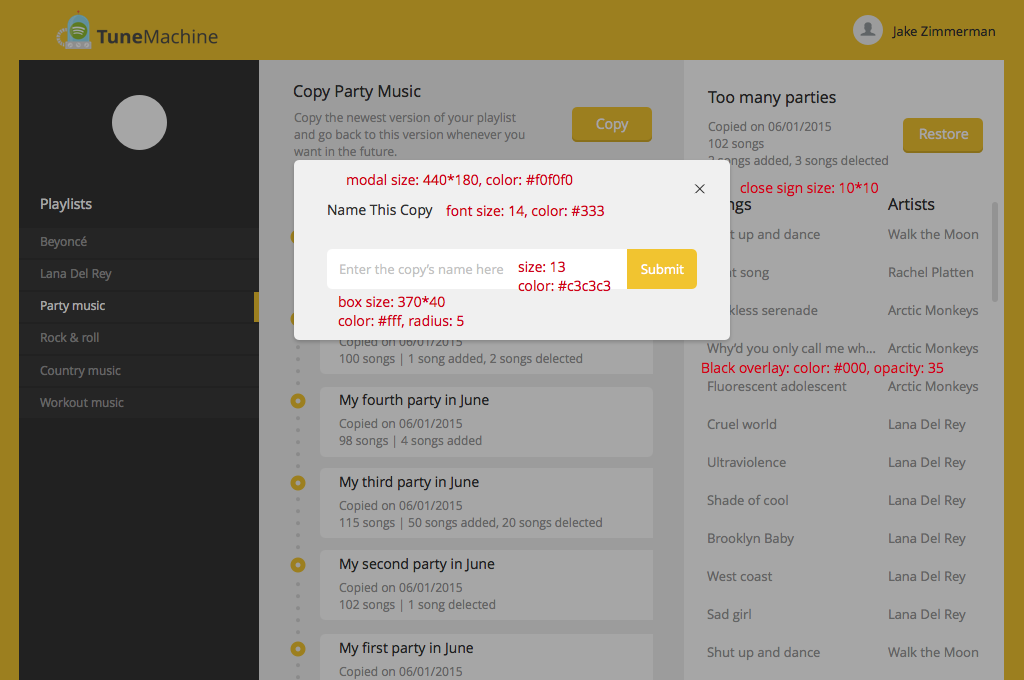 TuneMachine
Jake Zimmerman
Playlists
Beyoncé
Lana Del Rey
Party music
Rock & roll
Country music
Workout music
Copy Party Music
Copy the newest version of your playlist
and go back to this version whenever you
want in the future.
Copy
modal size: 440*180, color: #f0f0f0
Name This Copy
font size: 14, color: #333
Enter the copy's name here
size: 13
color: #c3c3c3
Submit
box size: 370*40
color: #fff, radius: 5
Copied on 06/01/2015
100 songs | 1 song added, 2 songs delected
My fourth party in June
Copied on 06/01/2015
98 songs | 4 songs added
My third party in June
Copied on 06/01/2015
115 songs | 50 songs added, 20 songs delected
My second party in June
Copied on 06/01/2015
102 songs | 1 song delected
My first party in June
Copied on 06/01/2015
Too many parties
Copied on 06/01/2015
102 songs
songs added, 3 songs delected
Restore
close sign size: 10*10
Artists
up and dance Walk the Moon
song Rachel Platten
serenade Arctic Monkeys
Why'd you only call me wh... Arctic Monkeys
Black overlay: color: #000, opacity: 35
Fluorescent adolescent Arctic Monkeys
Cruel world Lana Del Rey
Ultraviolence Lana Del Rey
Shade of cool Lana Del Rey
Brooklyn Baby Lana Del Rey
West coast Lana Del Rey
Sad girl Lana Del Rey
Shut up and dance Walk the Moon